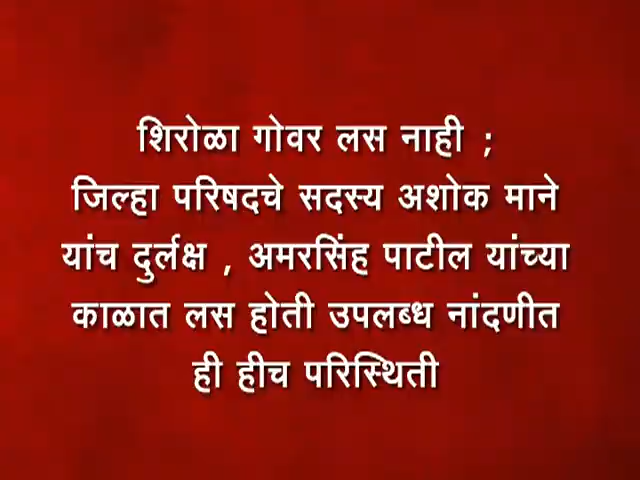 शिरोळा गोवर लस नाही ;
जिल्हा परिषदचे सदस्य अशोक माने
यांच दुर्लक्ष , अमरसिंह पाटील यांच्या
काळात लस होती उपलब्ध नांदणीत
ही हीच परिस्थिती